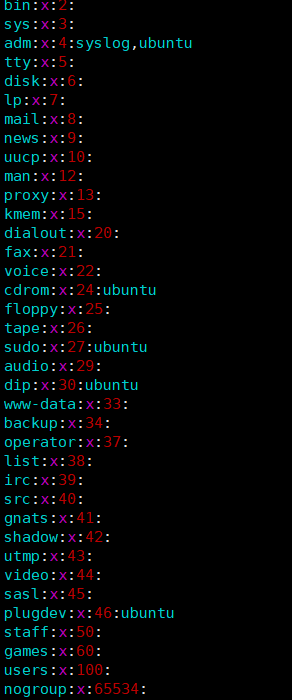 bin:x:2:
sys:x:3:
adm:x:4:syslog,ubuntu
tty:x:5:
disk:x:6:
lp:x:7:
mail:x:8:
news:x:9:
uucp:x:10:
man:x:12:
proxy:x:13:
kmem:x:15:
dialout:x:20:
fax:x:21:
voice:x:22:
cdrom:x:24:ubuntu
floppy:x:25:
tape:x:26:
sudo:x:27:ubuntu
audio:x:29:
dip:x:30:ubuntu
www-data:x:33:
backup:x:34:
operator:x:37:
list:x:38:
irc:x:39:
src:x:40:
gnats:x:41:
shadow:x:42:
utmp:x:43:
video:x:44:
sasl:x:45:
plugdev:x:46:ubuntu
staff:x:50:
games:x:60:
users:x:100:
nogroup:x:65534: